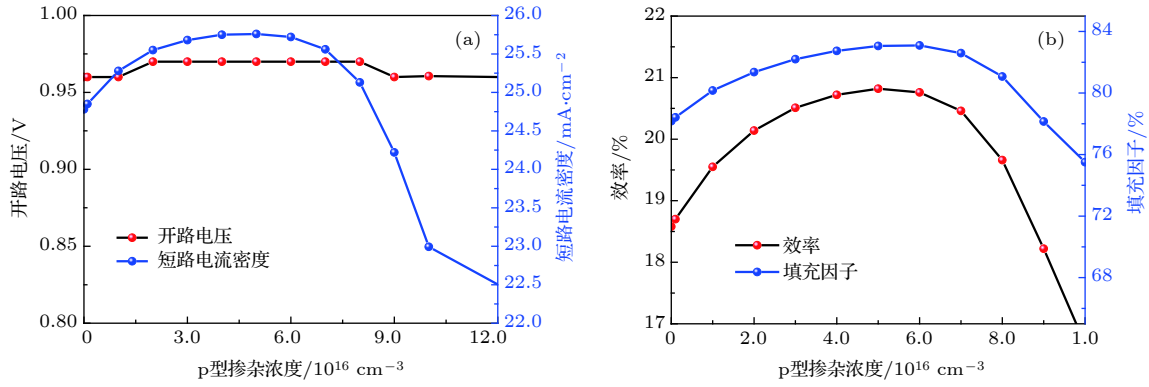 1.00
0.95
0.90
0.85
0.80
开路电压/V
(a)
开路电压
短路电流密度
26.0
25.5
25.0
24.5
24.0
23.5
23.0
22.5
22.0
短路电流密度/mA·cm−2
0 3.0 6.0 9.0 12.0
p型掺杂浓度/10¹⁶ cm−3
22
21
20
19
18
17
效率/%
(b)
效率
填充因子
84
80
76
72
68
填充因子/%
0 2.0 4.0 6.0 8.0 1.0
p型掺杂浓度/10¹⁶ cm−3